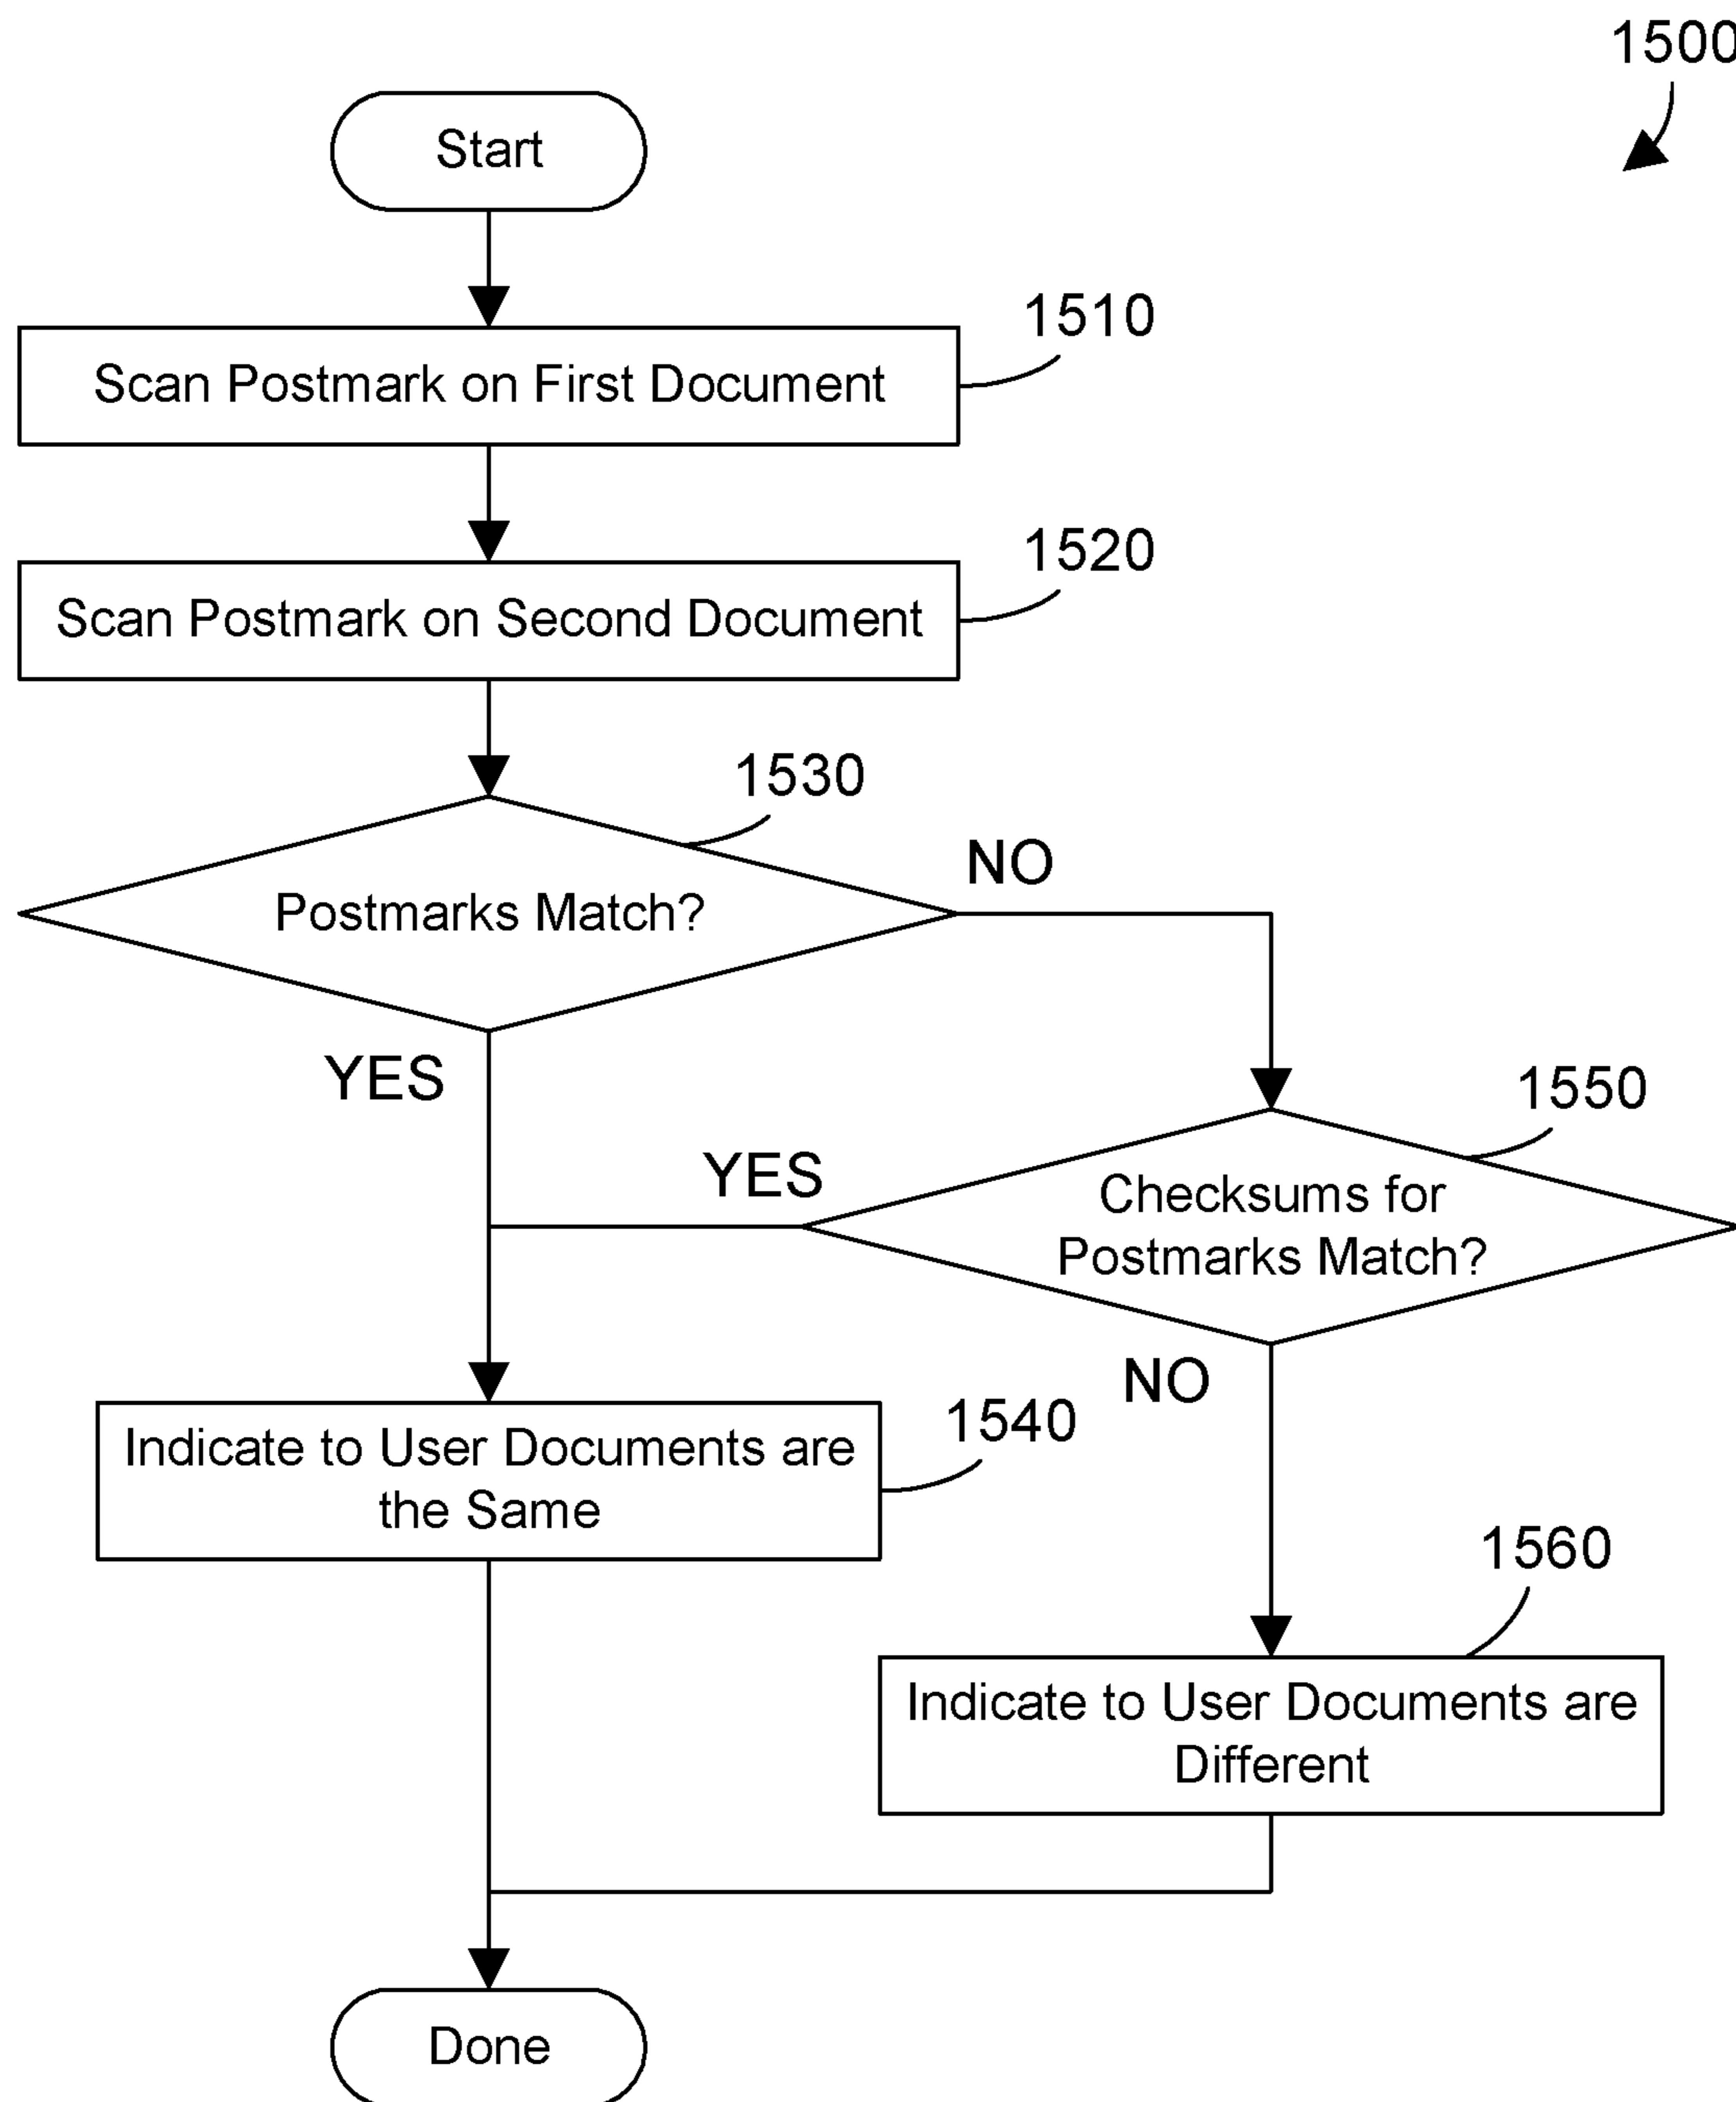 1500
Start
1510
Scan Postmark on First Document
1520
Scan Postmark on Second Document
1530
NO
Postmarks Match?
YES
1550
YES
Checksums for
Postmarks Match?
NO
1540
Indicate to User Documents are
the Same
1560
Indicate to User Documents are
Different
Done